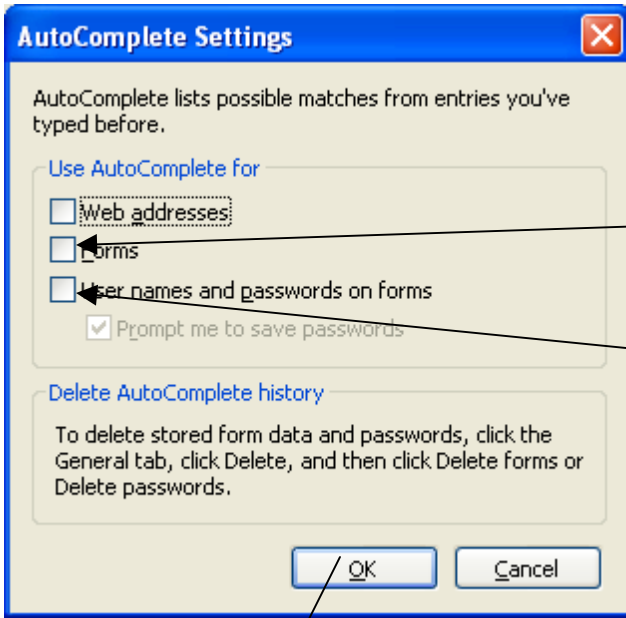 AutoComplete Settings
AutoComplete lists possible matches from entries you've
typed before.
Use AutoComplete for
Web addresses
Forms
User names and passwords on forms
Prompt me to save passwords
Delete AutoComplete history
To delete stored form data and passwords, click the
General tab, click Delete, and then click Delete forms or
Delete passwords.
OK Cancel